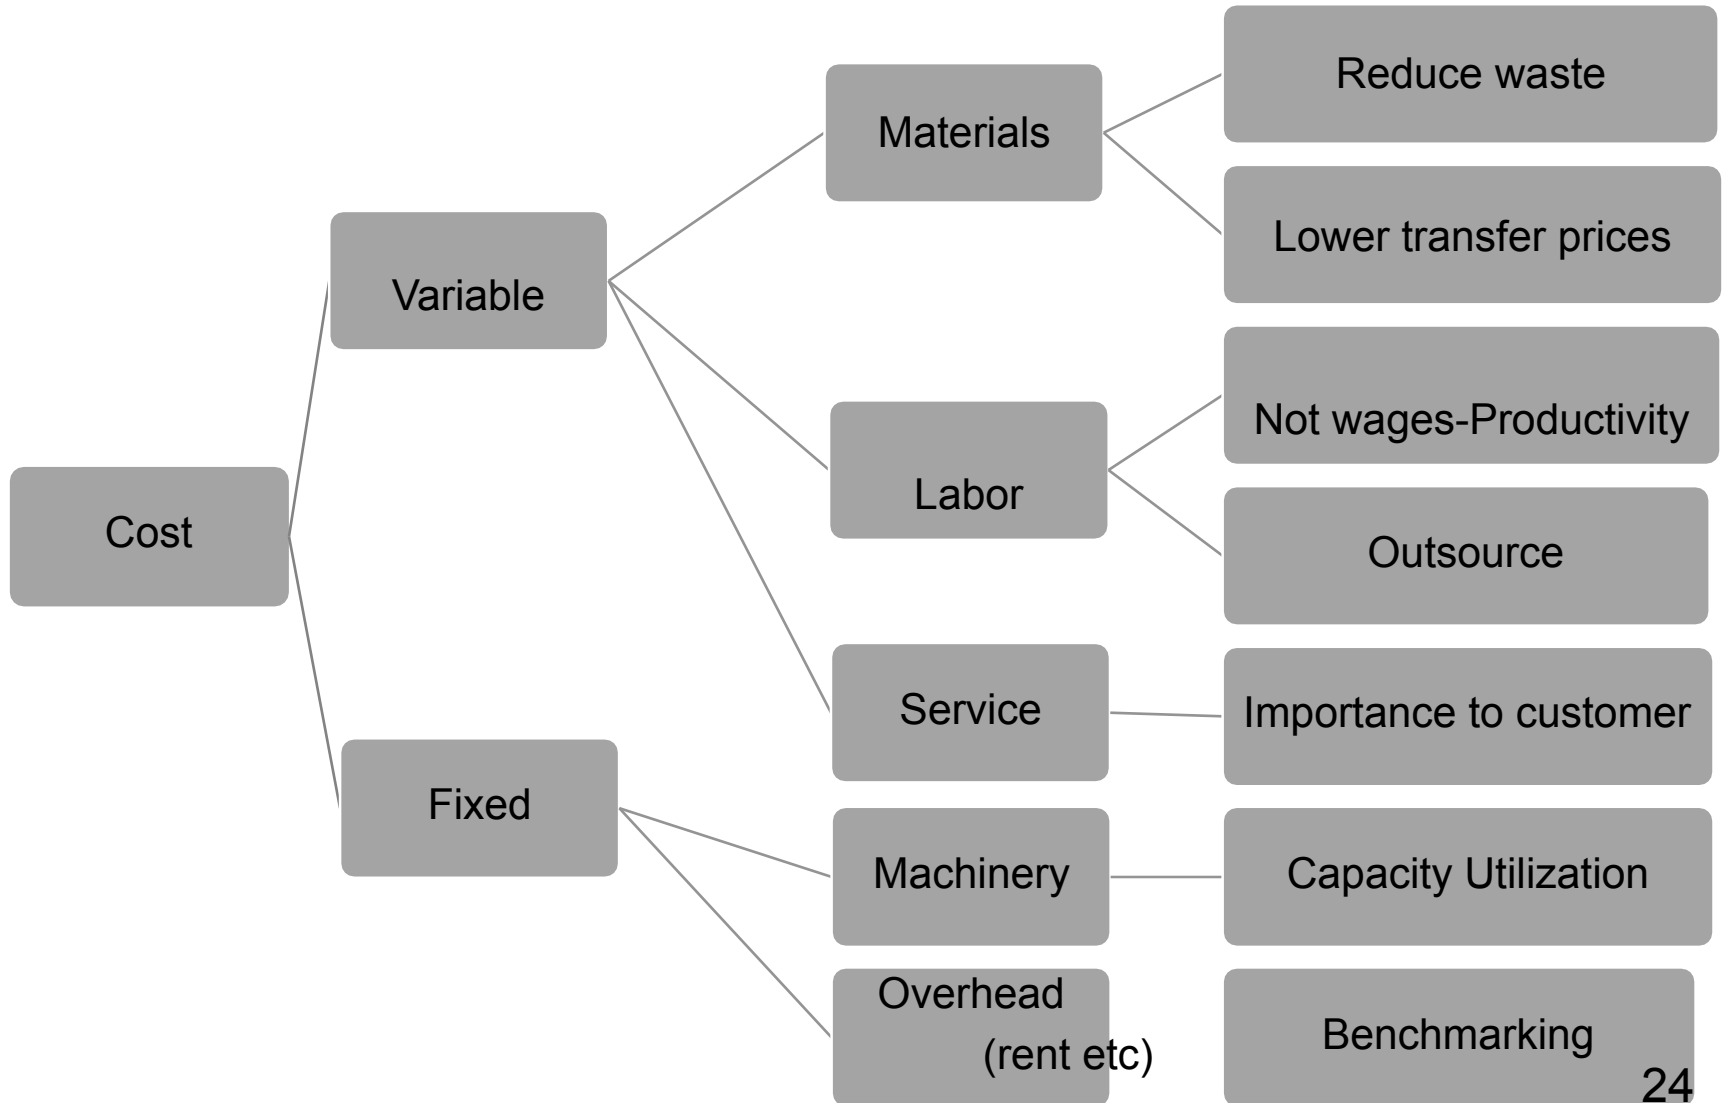 Cost
Variable
Fixed
Materials
Labor
Service
Machinery
Overhead
(rent etc)
Reduce waste
Lower transfer prices
Not wages-Productivity
Outsource
Importance to customer
Capacity Utilization
Benchmarking
24